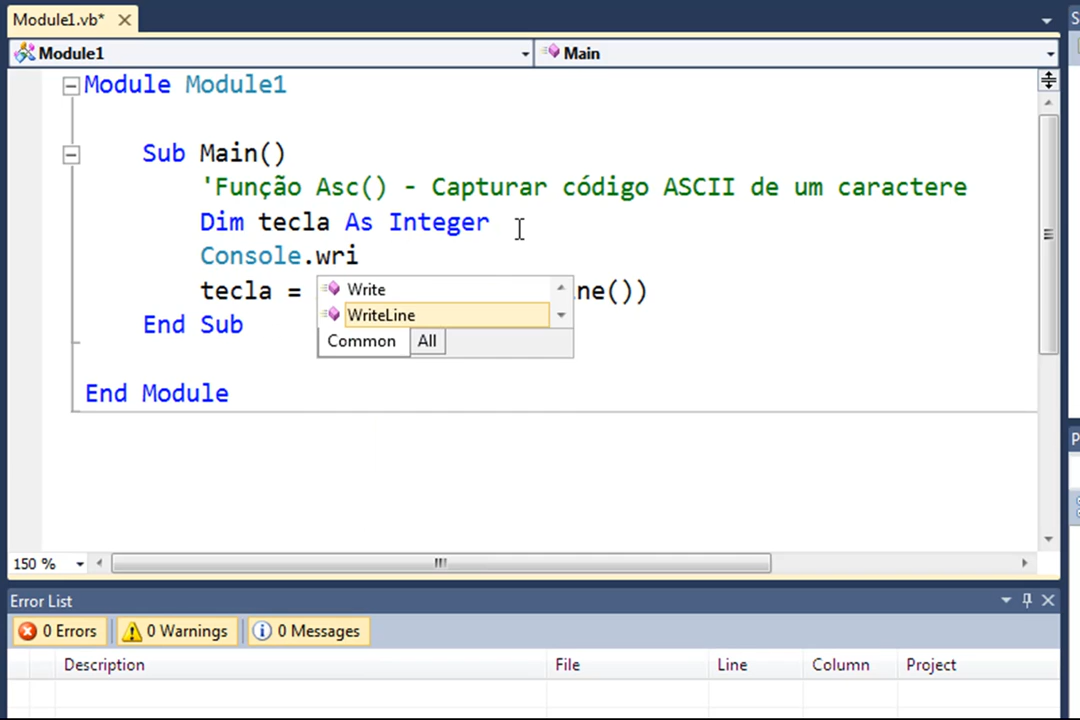 Module1.vb*
Module1
Main
Module Module1
Sub Main()
'Função Asc() - Capturar código ASCII de um caractere
Dim tecla As Integer
Console.wri
tecla = ne())
Write
WriteLine
Common All
End Sub
End Module
150 %
Error List
0 Errors 0 Warnings 0 Messages
Description File Line Column Project